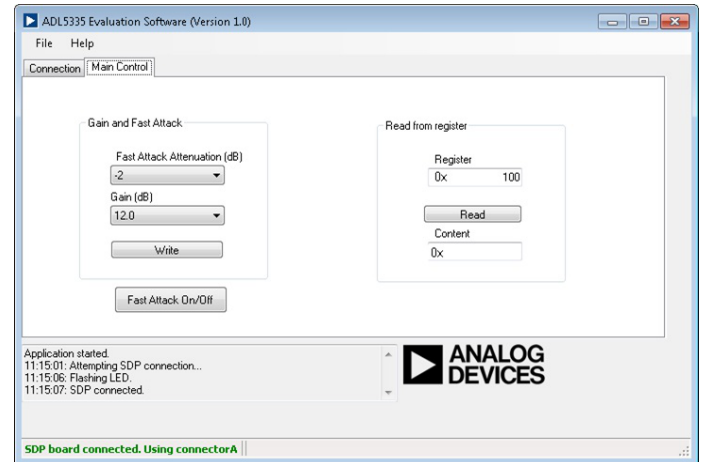 ADL5335 Evaluation Software (Version 1.0)
File Help
Connection Main Control
Gain and Fast Attack
Fast Attack Attenuation (dB)
-2
Gain (dB)
12.0
Write
Fast Attack On/Off
Read from register
Register
0x 100
Read
Content
0x
Application started.
11:15:01: Attempting SDP connection...
11:15:06: Flashing LED.
11:15:07: SDP connected.
ANALOG
DEVICES
SDP board connected. Using connectorA